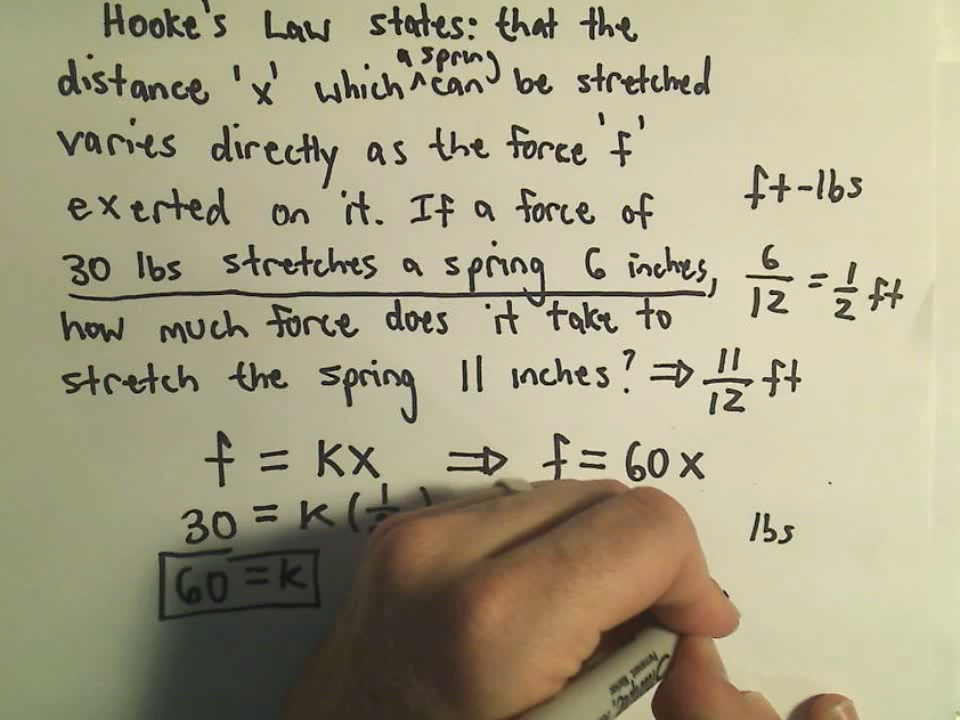 Hooke's Law states: that the
distance 'x' which ^ a spring can be stretched
varies directly as the force 'f'
exerted on it. If a force of
30 lbs stretches a spring 6 inches,
how much force does it take to
stretch the spring 11 inches? ⇒ 11/12 ft
ft-lbs
6/12 = 1/2 ft
f = kx ⇒ f = 60x
30 = k(1/
60 = k
lbs